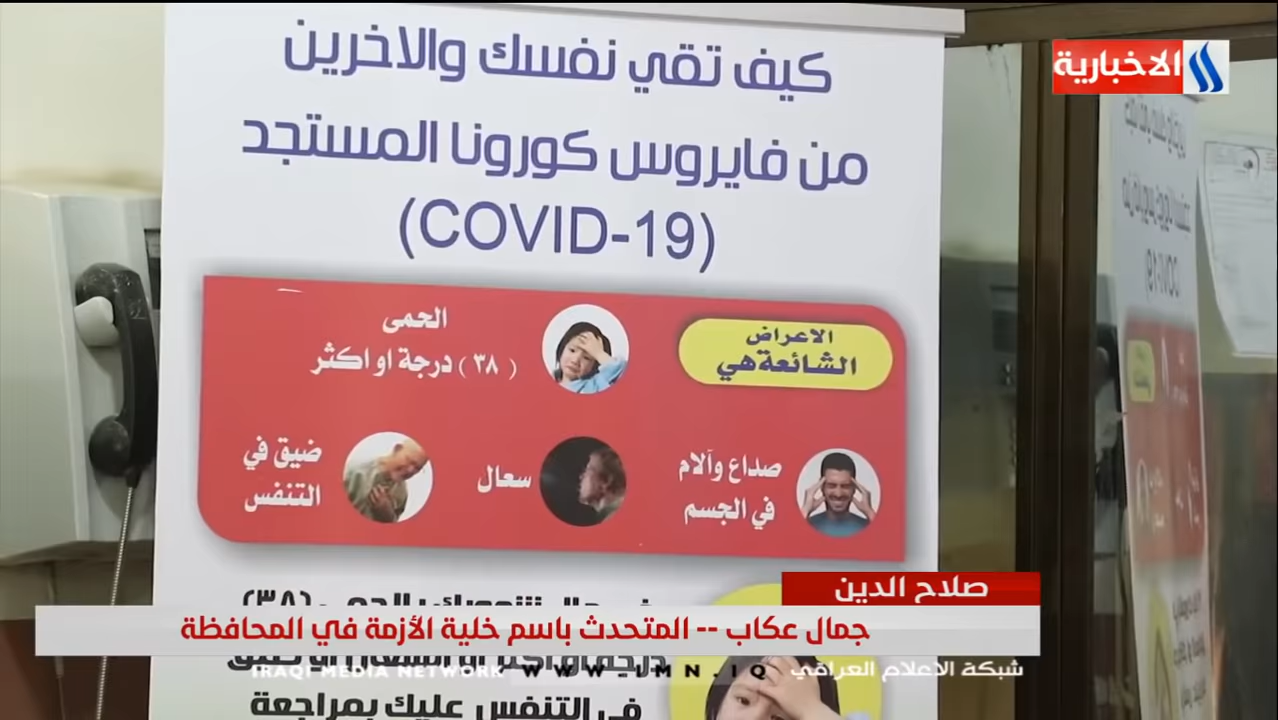 كيف تقي نفسك والاخرين
من فايروس كورونا المستجد
(COVID-19)
الاخبارية
الاعراض
الشائعة هي
الحمى
(٣٨) درجة او اكثر
صداع وآلام
في الجسم
سعال
ضيق في
التنفس
صلاح الدين
جمال عكاب -- المتحدث باسم خلية الأزمة في المحافظة
شبكة الاعلام العراقي WWW.IMN.IQ IRAQI MEDIA NETWORK
في التنفس عليك بمراجعة